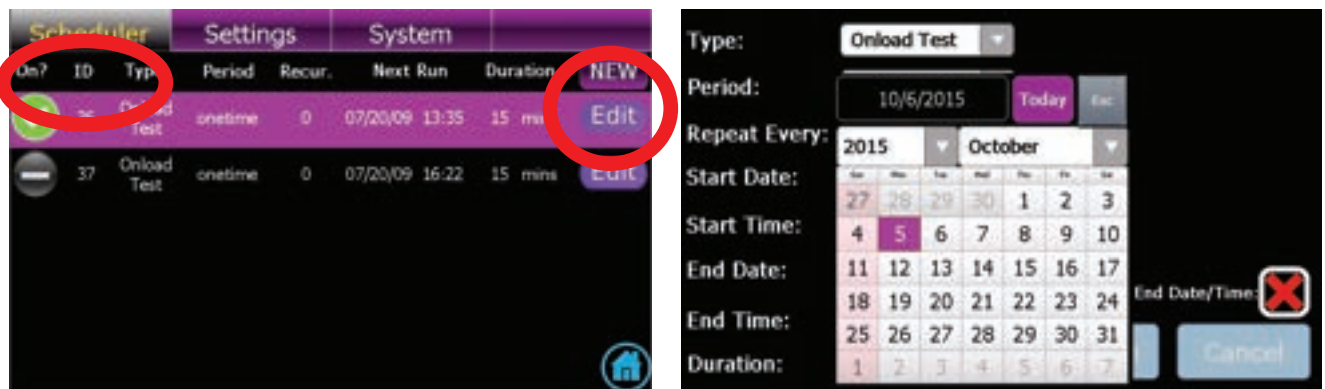 Scheduler Settings System
On? ID Type Period Recur. Next Run Duration NEW
Onload onetime 0 07/20/09 13:35 15 Edit
Test
37 Onload onetime 0 07/20/09 16:22 15 mins Edit
Test
Type: Onload Test
Period: 10/6/2015 Today Esc
Repeat Every: 2015 October
Start Date:
27 28 29 30 1 2 3
Start Time: 4 5 6 7 8 9 10
End Date: 11 12 13 14 15 16 17
18 19 20 21 22 23 24 End Date/Time:
End Time: 25 26 27 28 29 30 31
Duration: 1 2 3 4 5 6 7
Cancel